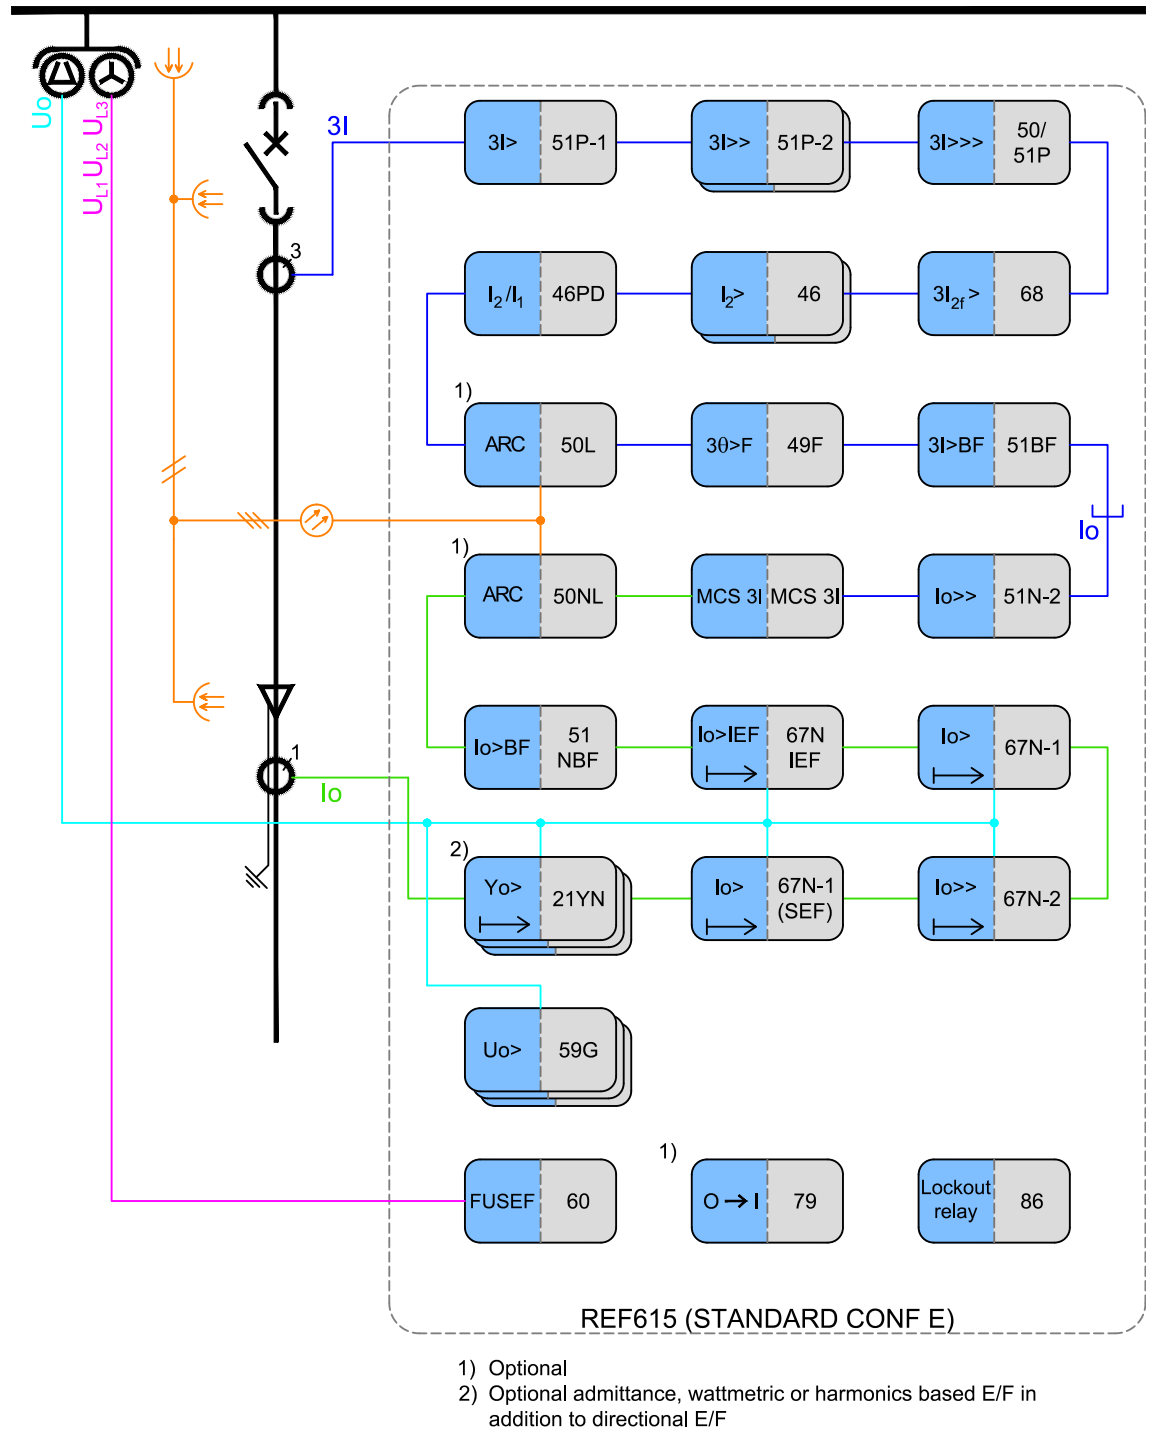 Uo
UL1 UL2 UL3
3I
3
3I> 51P-1
3I>> 51P-2
3I>>> 50/
51P
I2/I1 46PD
I2> 46
3I2f> 68
1)
ARC 50L
3θ>F 49F
3I>BF 51BF
Io
1)
ARC 50NL
MCS 3I MCS 3I
Io>> 51N-2
Io>BF 51
NBF
Io>IEF 67N
IEF
Io> 67N-1
1
Io
2)
Yo> 21YN
Io> 67N-1
(SEF)
Io>> 67N-2
Uo> 59G
FUSEF 60
1)
O → I 79
Lockout
relay 86
REF615 (STANDARD CONF E)
1) Optional
2) Optional admittance, wattmetric or harmonics based E/F in
addition to directional E/F